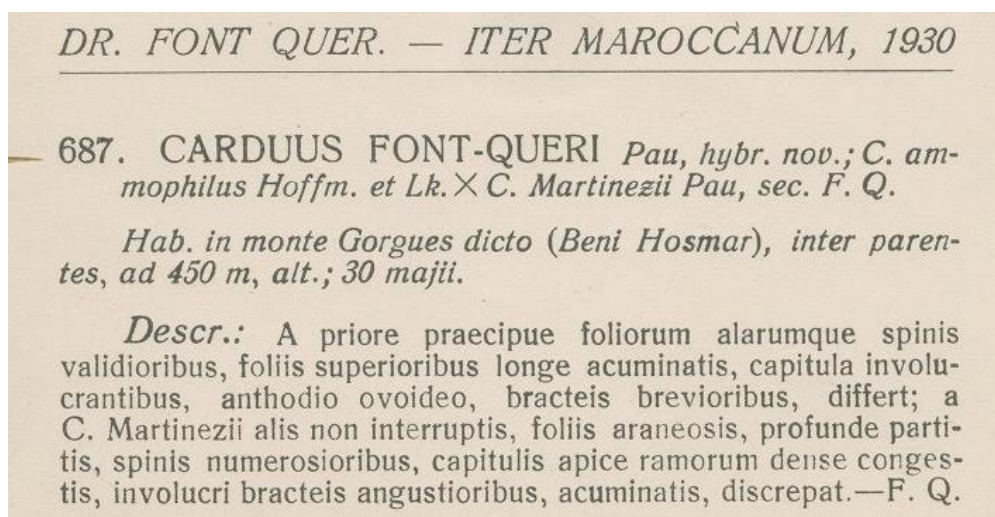 DR. FONT QUER. — ITER MAROCCANUM, 1930
687. CARDUUS FONT-QUERI Pau, hybr. nov.; C. am-
mophilus Hoffm. et Lk. × C. Martinezii Pau, sec. F. Q.
Hab. in monte Gorgues dicto (Beni Hosmar), inter paren-
tes, ad 450 m, alt.; 30 majii.
Descr.: A priore praecipue foliorum alarumque spinis
validioribus, foliis superioribus longe acuminatis, capitula involu-
crantibus, anthodio ovoideo, bracteis brevioribus, differt; a
C. Martinezii alis non interruptis, foliis araneosis, profunde parti-
tis, spinis numerosioribus, capitulis apice ramorum dense conges-
tis, involucri bracteis angustioribus, acuminatis, discrepat.—F. Q.